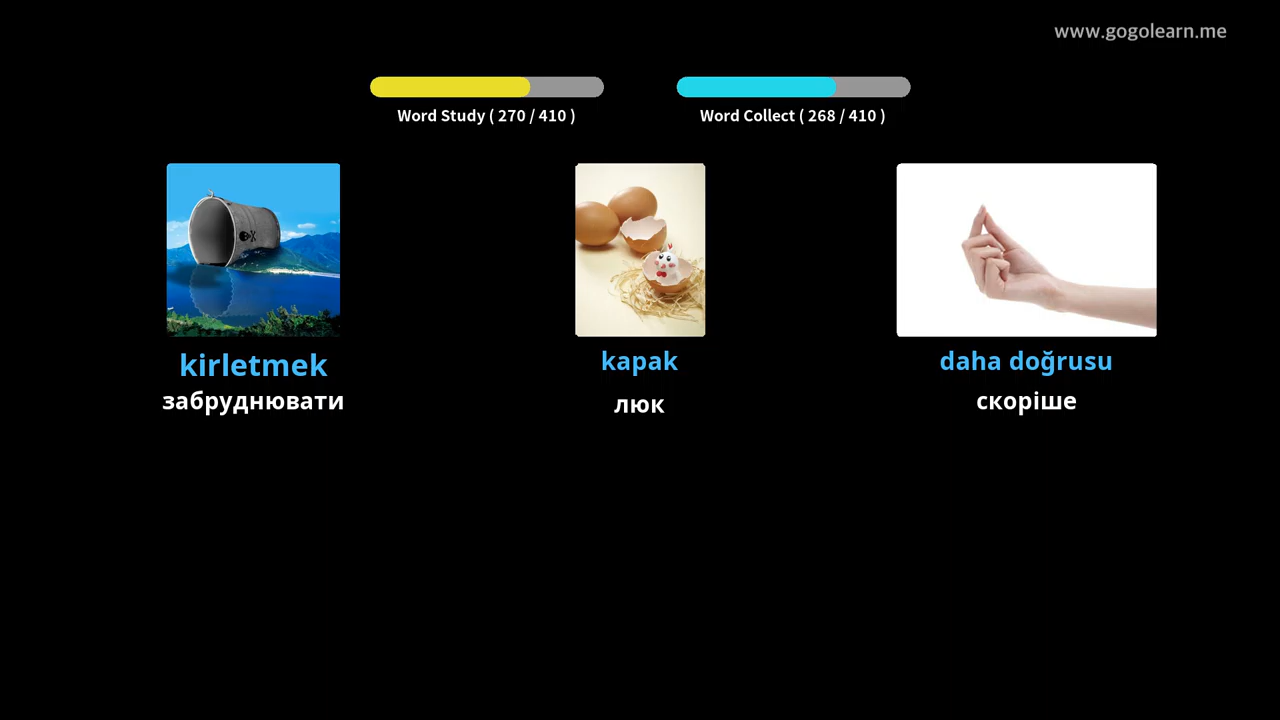 www.gogolearn.me
Word Study ( 270 / 410 )
Word Collect ( 268 / 410 )
kirletmek
забруднювати
kapak
люк
daha doğrusu
скоріше